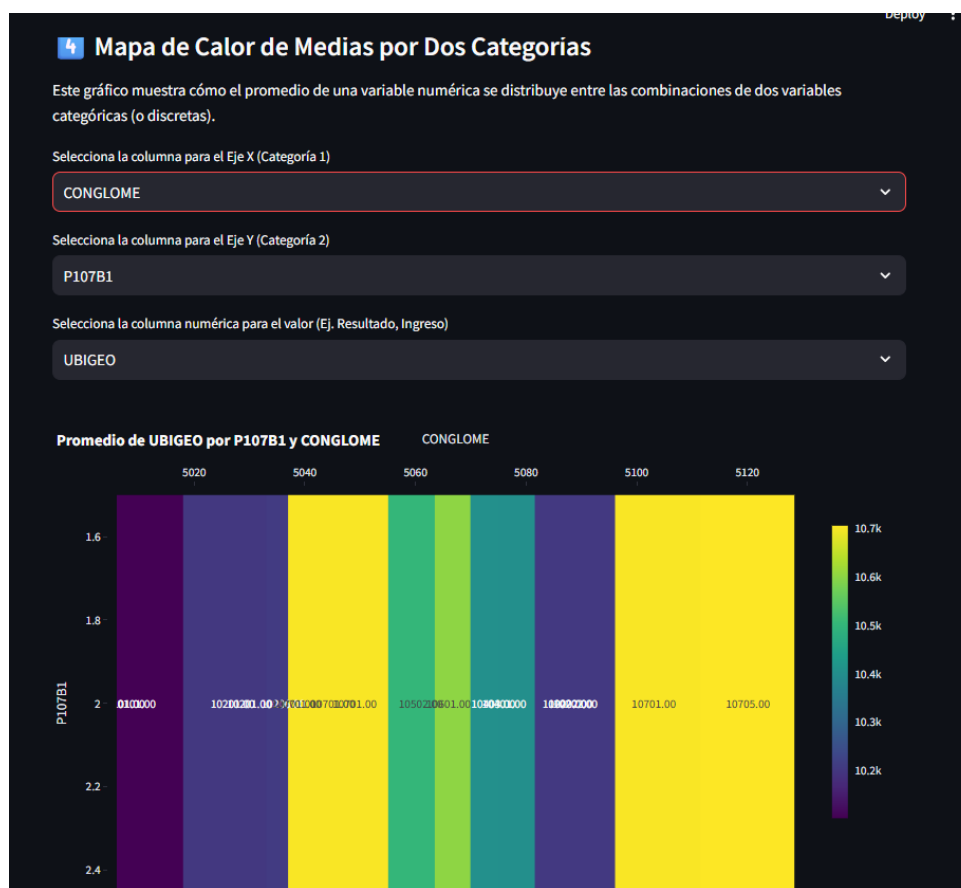 Deploy
4 Mapa de Calor de Medias por Dos Categorías
Este gráfico muestra cómo el promedio de una variable numérica se distribuye entre las combinaciones de dos variables
categóricas (o discretas).
Selecciona la columna para el Eje X (Categoría 1)
CONGLOME
Selecciona la columna para el Eje Y (Categoría 2)
P107B1
Selecciona la columna numérica para el valor (Ej. Resultado, Ingreso)
UBIGEO
Promedio de UBIGEO por P107B1 y CONGLOME
CONGLOME
5020 5040 5060 5080 5100 5120
10.7k
1.6
10.6k
10.5k
1.8
10.4k
P107B1
2 10701.00 10705.00
10.3k
10.2k
2.2
2.4